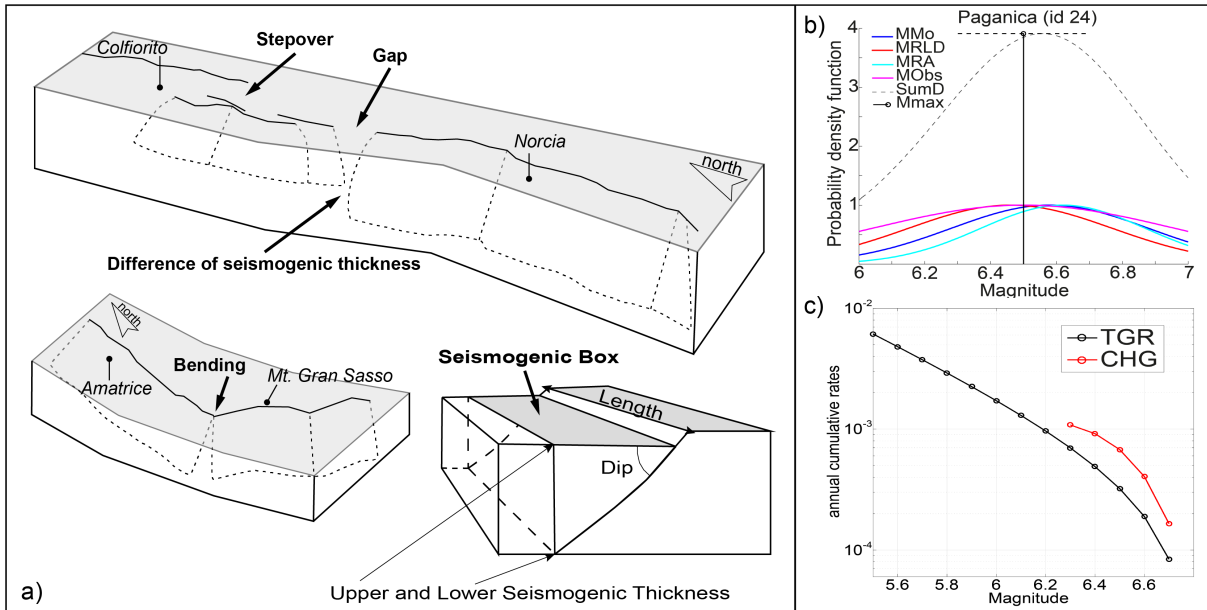 Colfiorito
Stepover
Gap
Norcia
north
Difference of seismogenic thickness
north
Amatrice
Bending
Mt. Gran Sasso
Seismogenic Box
Length
Dip
Upper and Lower Seismogenic Thickness
a)
b)
Paganica (id 24)
MMo
MRLD
MRA
MObs
SumD
Mmax
Probability density function
4
3
2
1
6 6.2 6.4 6.6 6.8 7
Magnitude
c)
TGR
CHG
annual cumulative rates
10-2
10-3
10-4
5.6 5.8 6 6.2 6.4 6.6
Magnitude